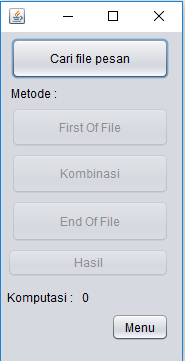 Cari file pesan
Metode :
First Of File
Kombinasi
End Of File
Hasil
Komputasi : 0
Menu